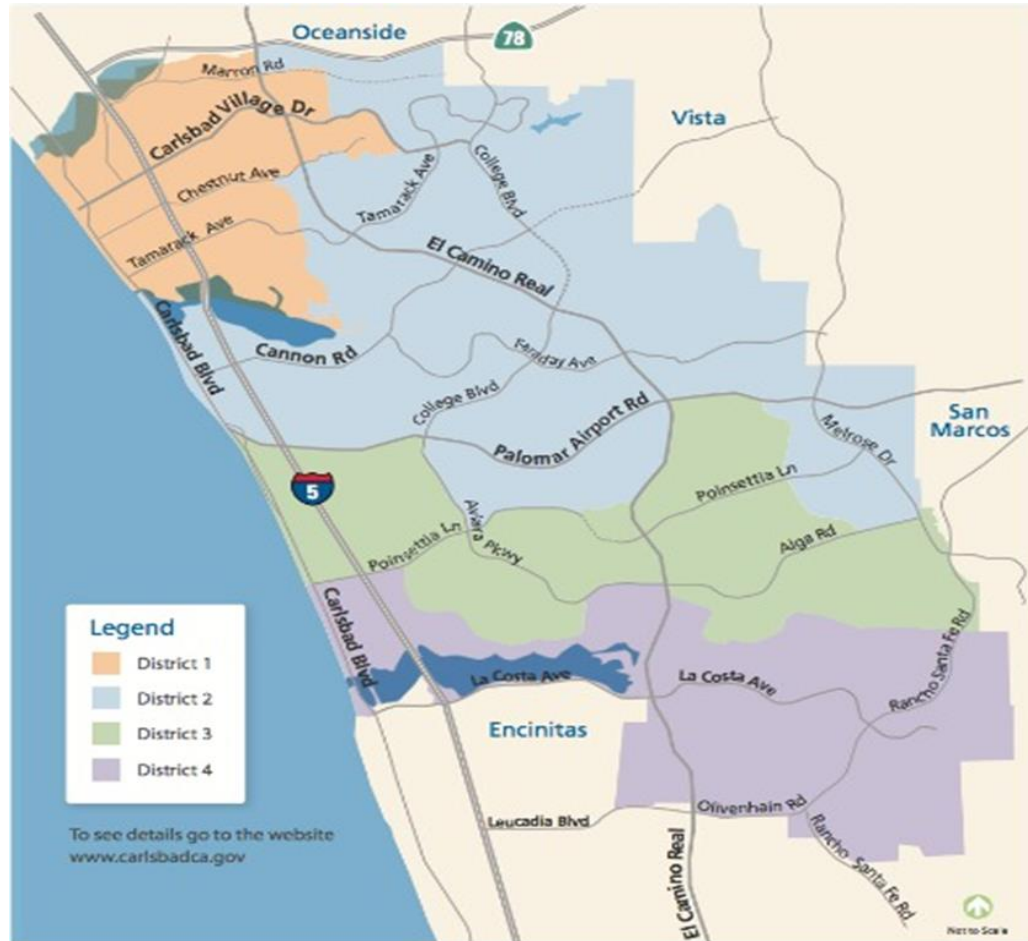 Oceanside
78
Marron Rd
Carlsbad Village Dr
Vista
Chestnut Ave
Tamarack Ave
College Blvd
Tamarack Ave
El Camino Real
Carlsbad Blvd
Cannon Rd
Faraday Ave
College Blvd
Palomar Airport Rd
San
Marcos
Melrose Dr
5
Poinsettia Ln
Aviara Pkwy
Poinsettia Ln
Alga Rd
Carlsbad Blvd
Legend
District 1
District 2
District 3
District 4
La Costa Ave
La Costa Ave
Rancho Santa Fe Rd
Encinitas
Leucadia Blvd
Olivenhain Rd
Rancho Santa Fe Rd
El Camino Real
To see details go to the website
www.carlsbadca.gov
Not to Scale